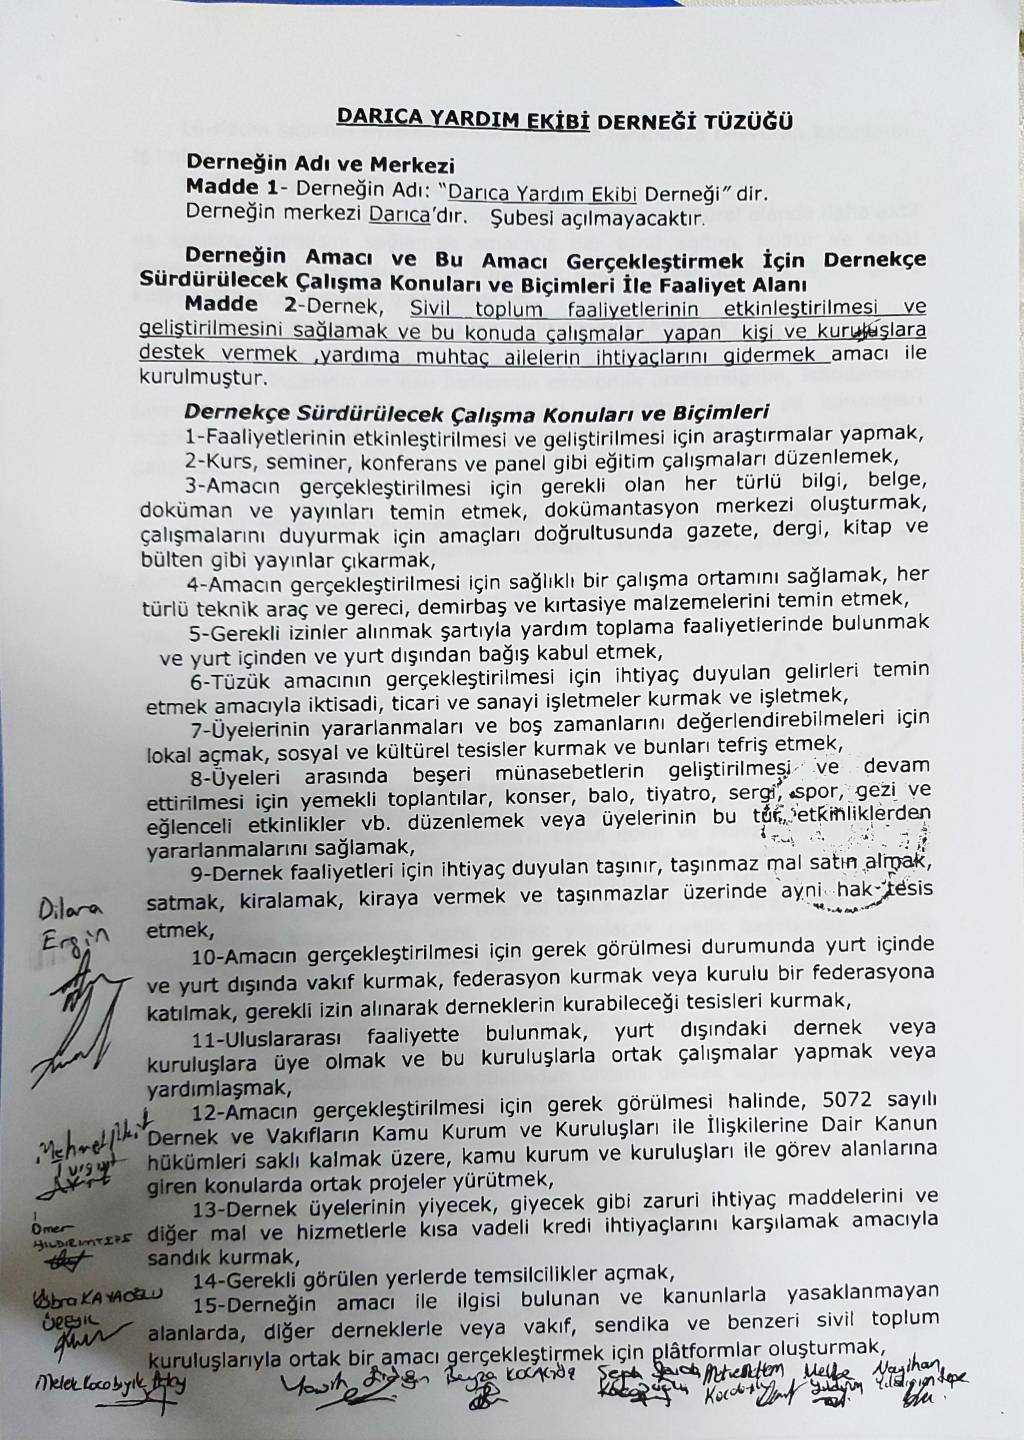 DARICA YARDIM EKİBİ DERNEĞİ TÜZÜĞÜ
Derneğin Adı ve Merkezi
Madde 1- Derneğin Adı: “Darıca Yardım Ekibi Derneği” dir.
Derneğin merkezi Darıca’dır. Şubesi açılmayacaktır.
Derneğin Amacı ve Bu Amacı Gerçekleştirmek İçin Dernekçe
Sürdürülecek Çalışma Konuları ve Biçimleri İle Faaliyet Alanı
Madde 2-Dernek, Sivil toplum faaliyetlerinin etkinleştirilmesi ve
geliştirilmesini sağlamak ve bu konuda çalışmalar yapan kişi ve kuruluşlara
destek vermek ,yardıma muhtaç ailelerin ihtiyaçlarını gidermek amacı ile
kurulmuştur.
Dernekçe Sürdürülecek Çalışma Konuları ve Biçimleri
1-Faaliyetlerinin etkinleştirilmesi ve geliştirilmesi için araştırmalar yapmak,
2-Kurs, seminer, konferans ve panel gibi eğitim çalışmaları düzenlemek,
3-Amacın gerçekleştirilmesi için gerekli olan her türlü bilgi, belge,
doküman ve yayınları temin etmek, dokümantasyon merkezi oluşturmak,
çalışmalarını duyurmak için amaçları doğrultusunda gazete, dergi, kitap ve
bülten gibi yayınlar çıkarmak,
4-Amacın gerçekleştirilmesi için sağlıklı bir çalışma ortamını sağlamak, her
türlü teknik araç ve gereci, demirbaş ve kırtasiye malzemelerini temin etmek,
5-Gerekli izinler alınmak şartıyla yardım toplama faaliyetlerinde bulunmak
ve yurt içinden ve yurt dışından bağış kabul etmek,
6-Tüzük amacının gerçekleştirilmesi için ihtiyaç duyulan gelirleri temin
etmek amacıyla iktisadi, ticari ve sanayi işletmeler kurmak ve işletmek,
7-Üyelerinin yararlanmaları ve boş zamanlarını değerlendirebilmeleri için
lokal açmak, sosyal ve kültürel tesisler kurmak ve bunları tefriş etmek,
8-Üyeleri arasında beşeri münasebetlerin geliştirilmesi ve devam
ettirilmesi için yemekli toplantılar, konser, balo, tiyatro, sergi, spor, gezi ve
eğlenceli etkinlikler vb. düzenlemek veya üyelerinin bu tür etkinliklerden
yararlanmalarını sağlamak,
9-Dernek faaliyetleri için ihtiyaç duyulan taşınır, taşınmaz mal satın almak,
satmak, kiralamak, kiraya vermek ve taşınmazlar üzerinde ayni hak tesis
etmek,
10-Amacın gerçekleştirilmesi için gerek görülmesi durumunda yurt içinde
ve yurt dışında vakıf kurmak, federasyon kurmak veya kurulu bir federasyona
katılmak, gerekli izin alınarak derneklerin kurabileceği tesisleri kurmak,
11-Uluslararası faaliyette bulunmak, yurt dışındaki dernek veya
kuruluşlara üye olmak ve bu kuruluşlarla ortak çalışmalar yapmak veya
yardımlaşmak,
12-Amacın gerçekleştirilmesi için gerek görülmesi halinde, 5072 sayılı
Dernek ve Vakıfların Kamu Kurum ve Kuruluşları ile İlişkilerine Dair Kanun
hükümleri saklı kalmak üzere, kamu kurum ve kuruluşları ile görev alanlarına
giren konularda ortak projeler yürütmek,
13-Dernek üyelerinin yiyecek, giyecek gibi zaruri ihtiyaç maddelerini ve
diğer mal ve hizmetlerle kısa vadeli kredi ihtiyaçlarını karşılamak amacıyla
sandık kurmak,
14-Gerekli görülen yerlerde temsilcilikler açmak,
15-Derneğin amacı ile ilgisi bulunan ve kanunlarla yasaklanmayan
alanlarda, diğer derneklerle veya vakıf, sendika ve benzeri sivil toplum
kuruluşlarıyla ortak bir amacı gerçekleştirmek için plâtformlar oluşturmak,
Dilara
Ergin
Ömer
YILDIRIMTEPE
Kübra KAYAOĞLU
Melek Kocabıyık
Beyza